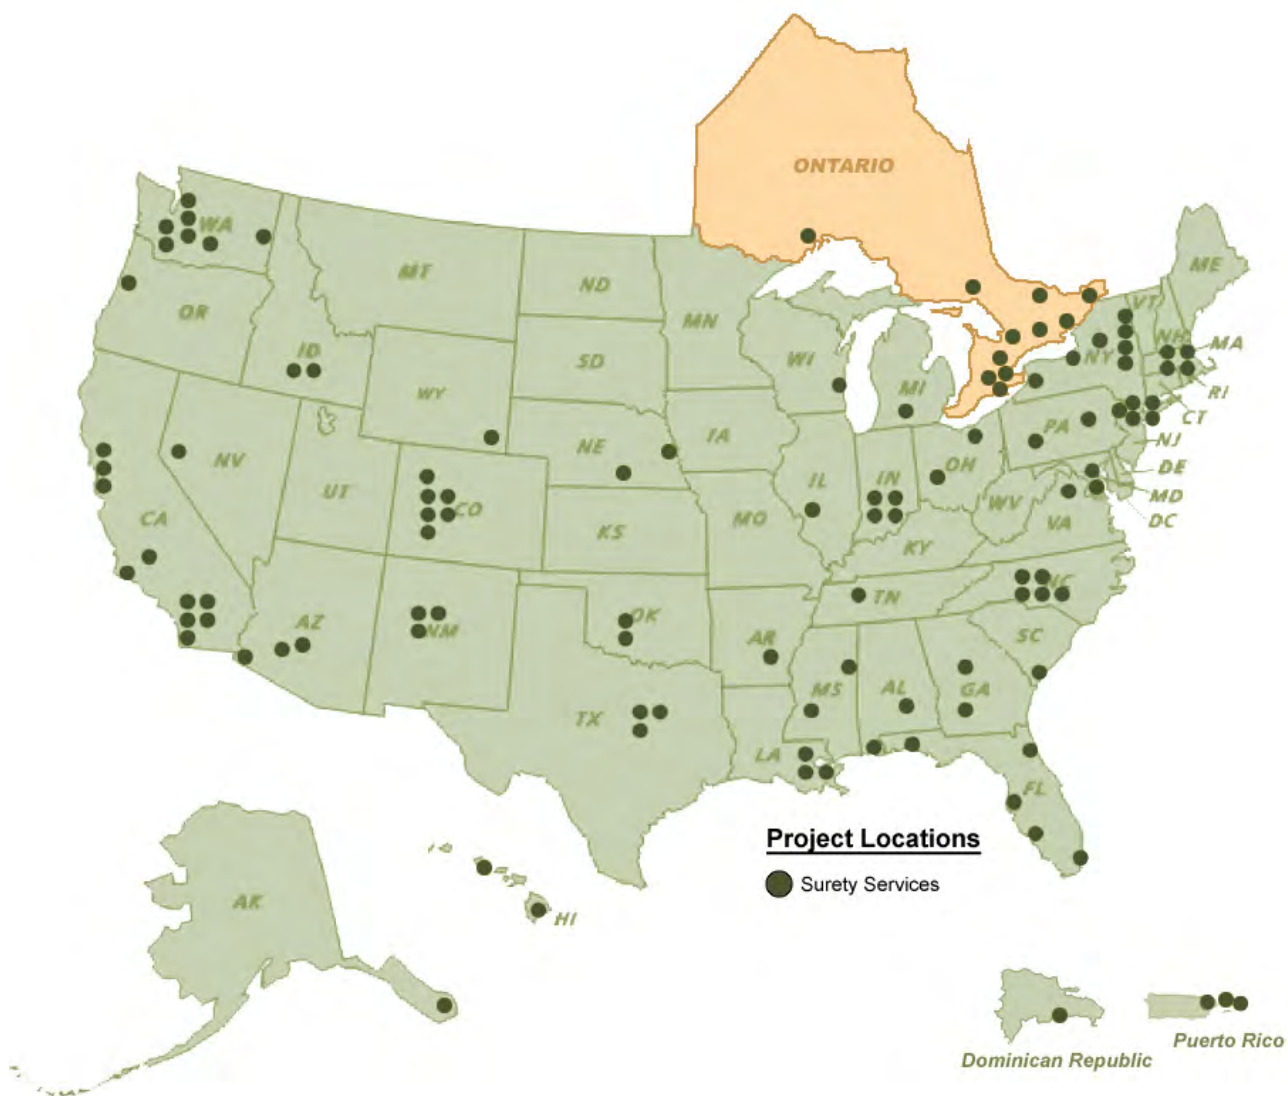 ONTARIO
WA
MT
ND
MN
OR
ID
SD
WI
MI
VT
ME
NH
NY
MA
RI
CT
WY
NE
IA
PA
NJ
NV
UT
CO
IL
IN
OH
DE
MD
DC
CA
KS
MO
WV
VA
KY
AZ
NM
OK
AR
TN
NC
SC
TX
LA
MS
AL
GA
FL
Project Locations
Surety Services
AK
HI
Dominican Republic
Puerto Rico